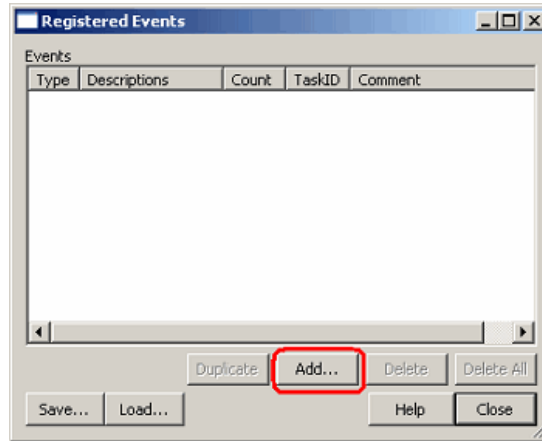 Registered Events
Events
Type Descriptions Count TaskID Comment
Duplicate Add... Delete Delete All
Save... Load... Help Close